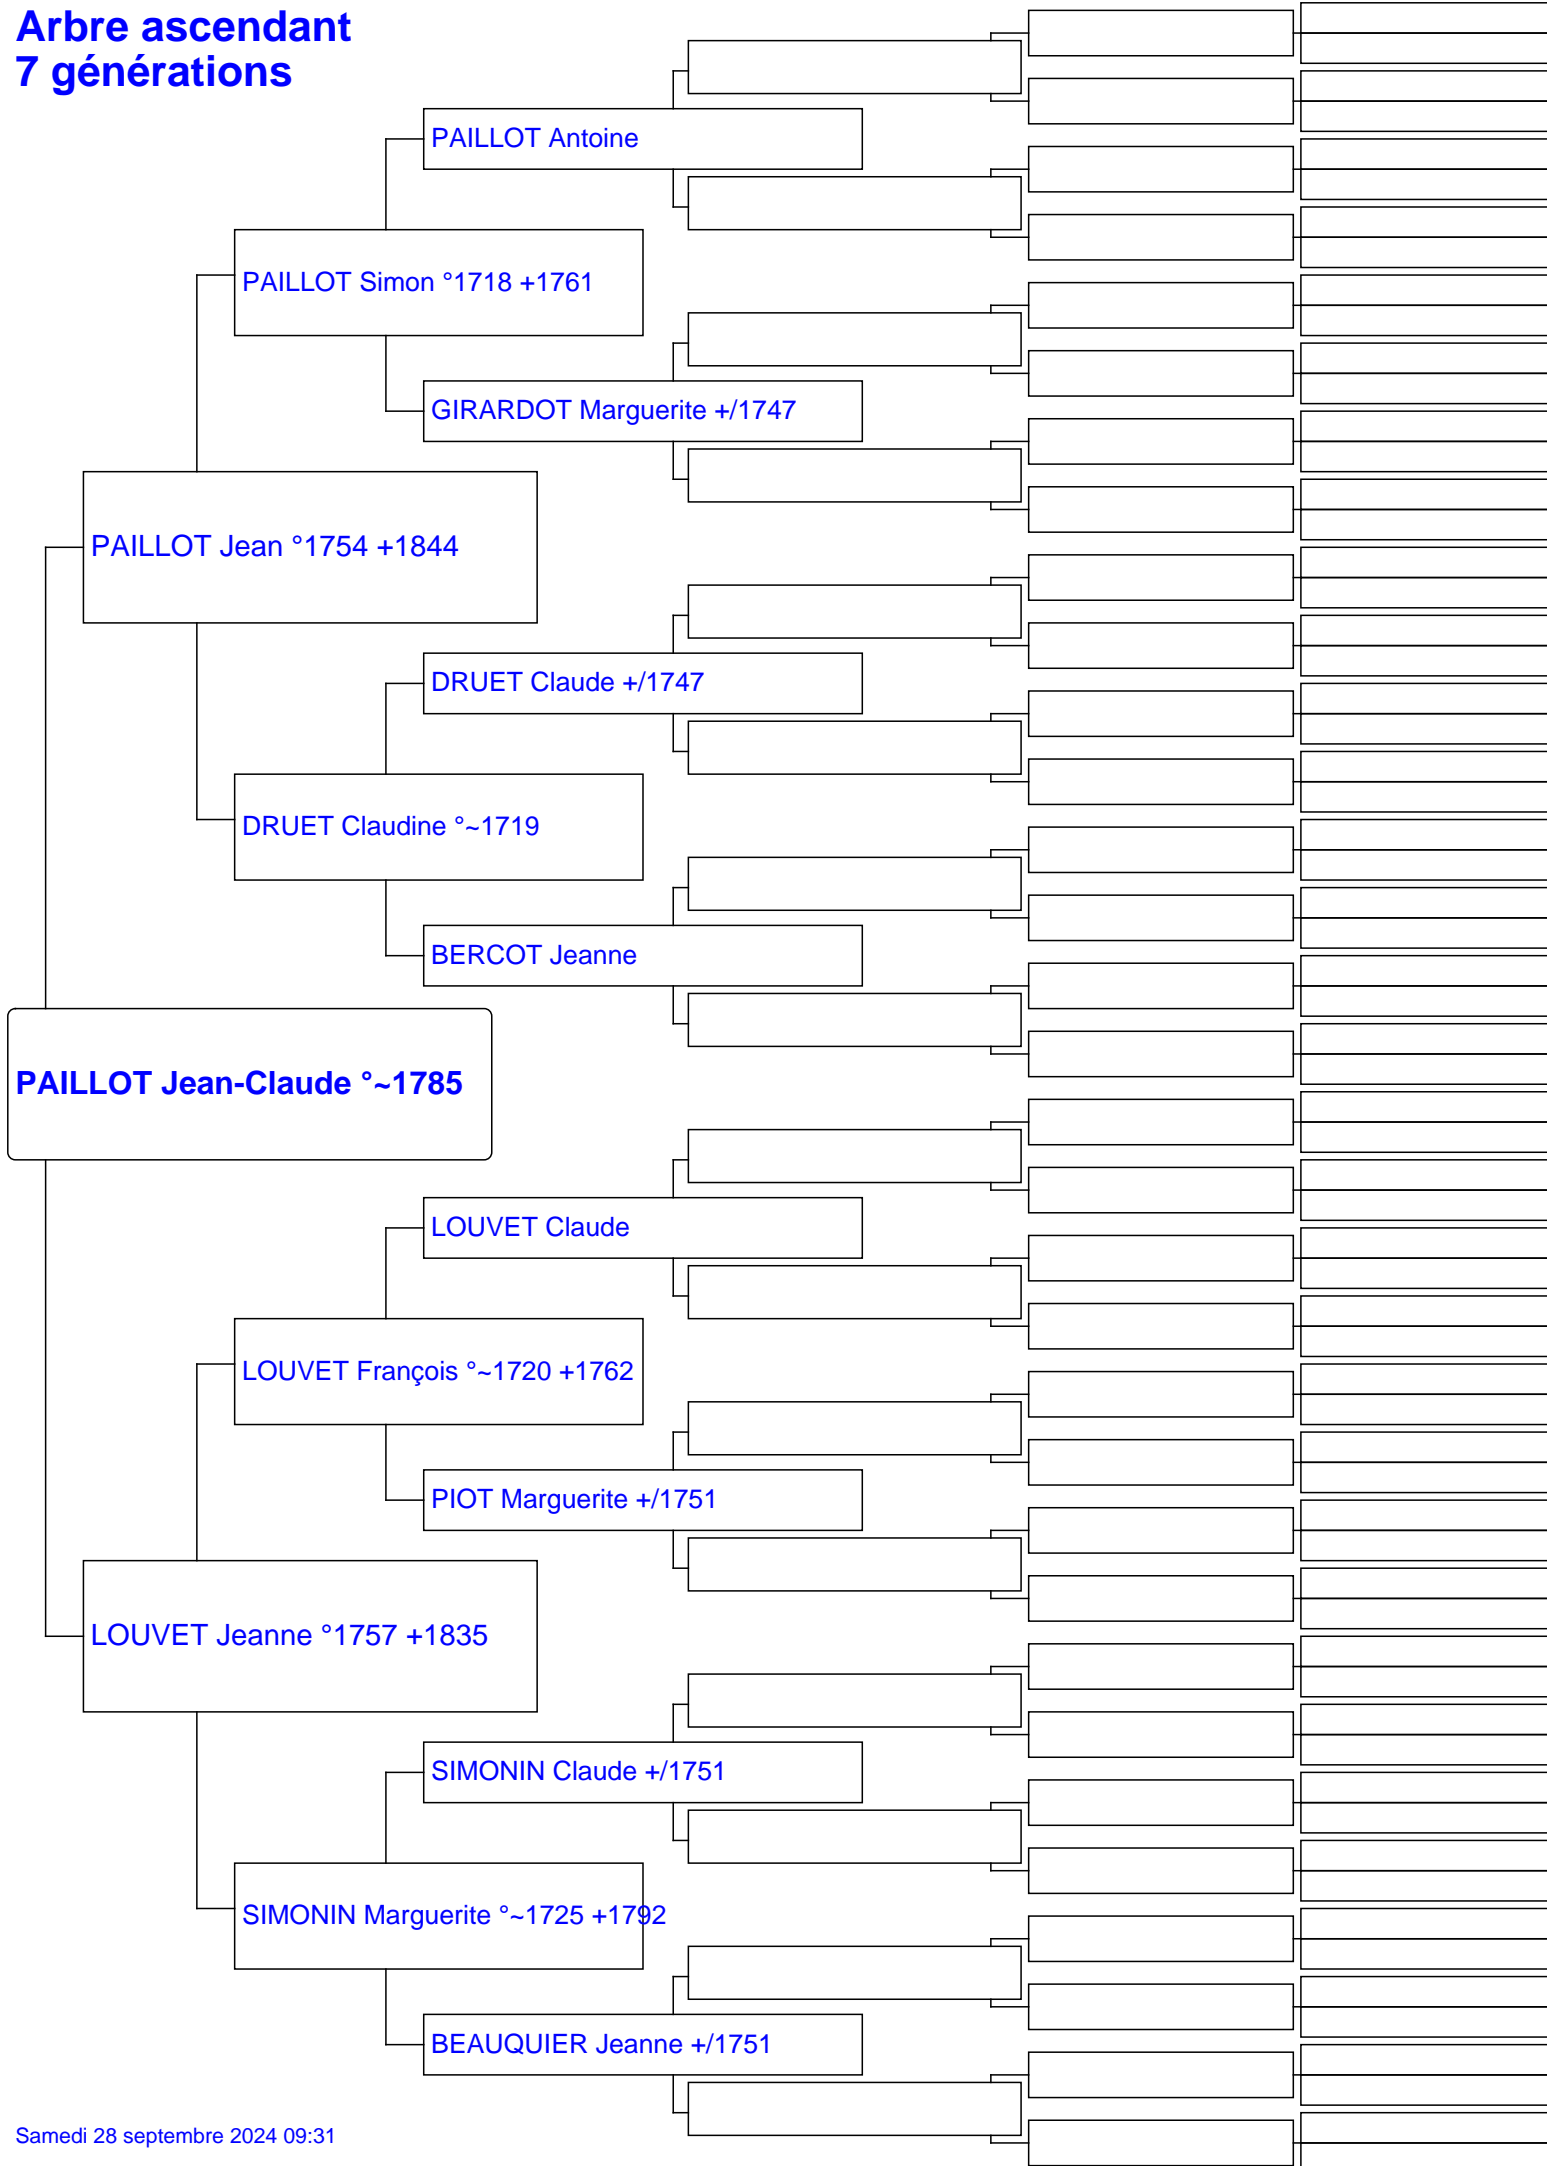 Arbre ascendant
7 générations
PAILLOT Antoine
PAILLOT Simon °1718 +1761
GIRARDOT Marguerite +/1747
PAILLOT Jean °1754 +1844
DRUET Claude +/1747
DRUET Claudine °~1719
BERCOT Jeanne
PAILLOT Jean-Claude °~1785
LOUVET Claude
LOUVET François °~1720 +1762
PIOT Marguerite +/1751
LOUVET Jeanne °1757 +1835
SIMONIN Claude +/1751
SIMONIN Marguerite °~1725 +1792
BEAUQUIER Jeanne +/1751
Samedi 28 septembre 2024 09:31